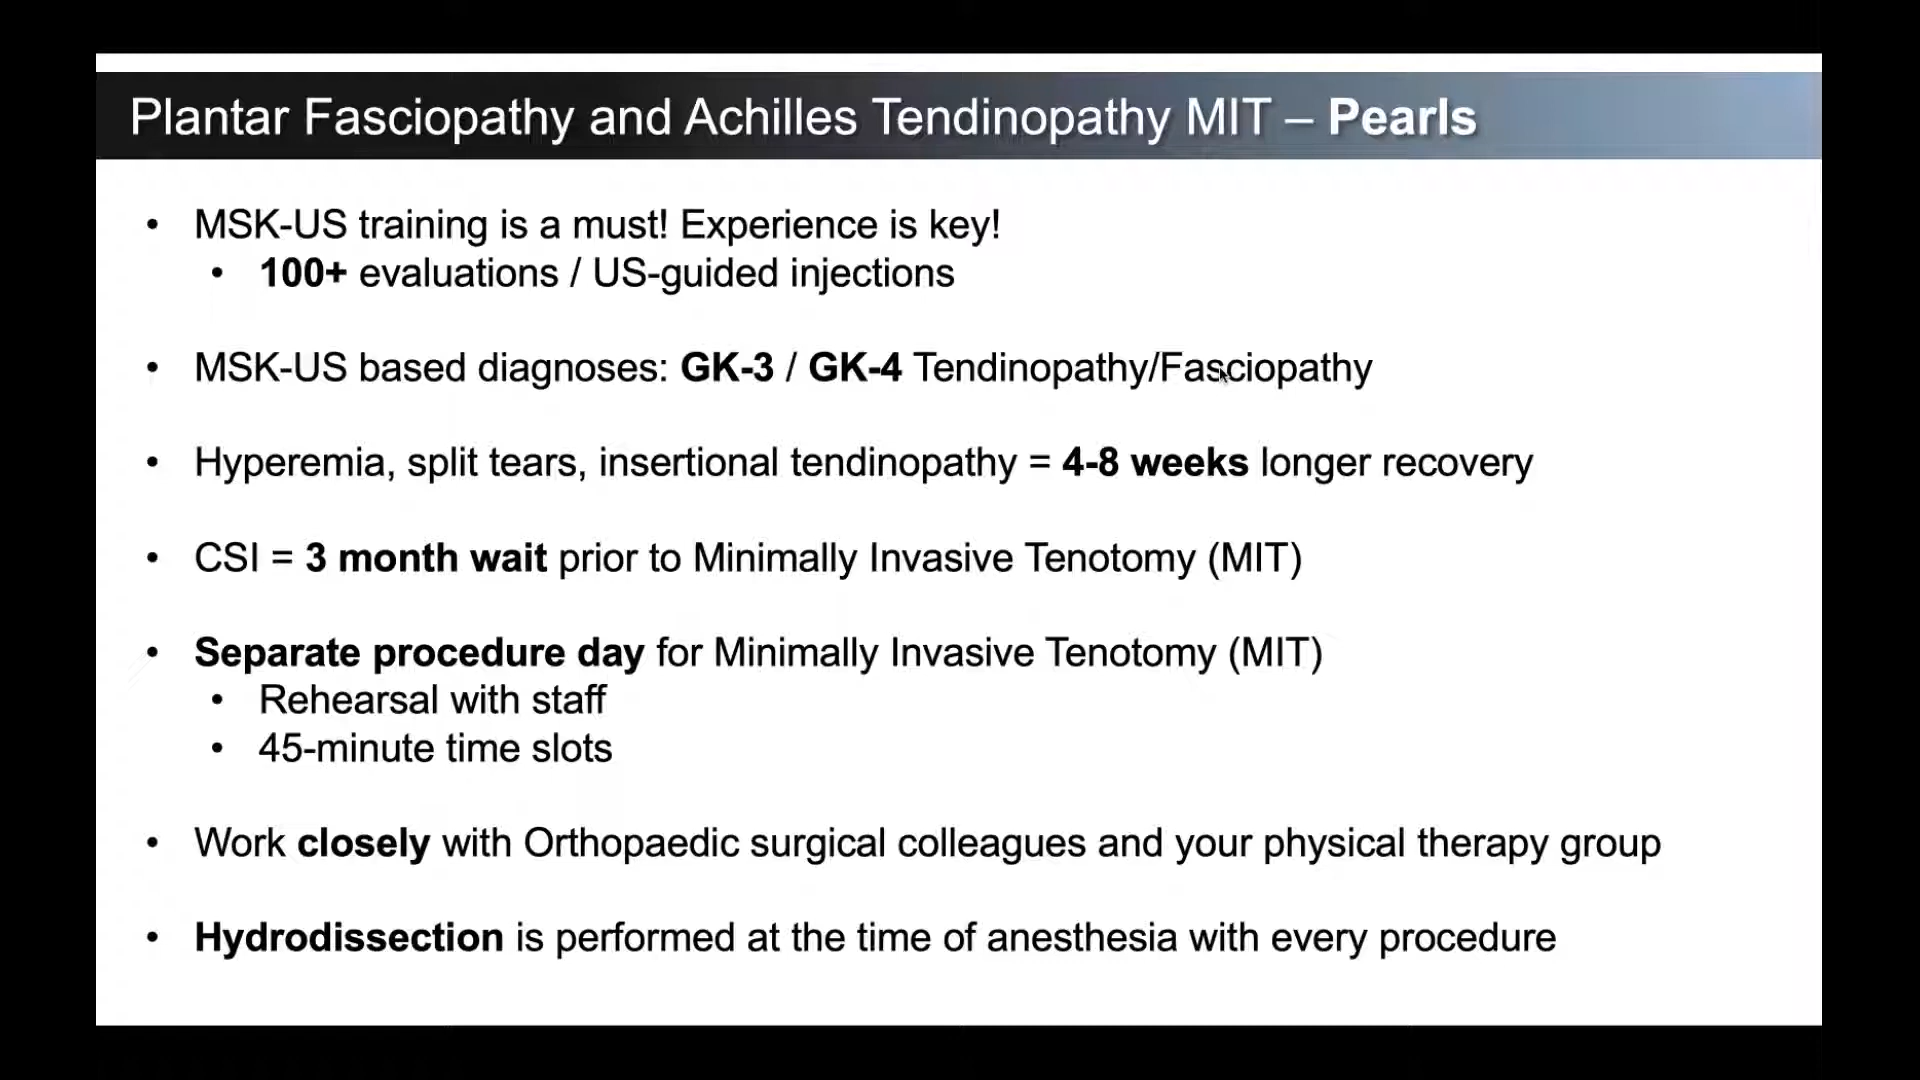 Plantar Fasciopathy and Achilles Tendinopathy MIT – Pearls
• MSK-US training is a must! Experience is key!
• 100+ evaluations / US-guided injections
• MSK-US based diagnoses: GK-3 / GK-4 Tendinopathy/Fasciopathy
• Hyperemia, split tears, insertional tendinopathy = 4-8 weeks longer recovery
• CSI = 3 month wait prior to Minimally Invasive Tenotomy (MIT)
• Separate procedure day for Minimally Invasive Tenotomy (MIT)
• Rehearsal with staff
• 45-minute time slots
• Work closely with Orthopaedic surgical colleagues and your physical therapy group
• Hydrodissection is performed at the time of anesthesia with every procedure